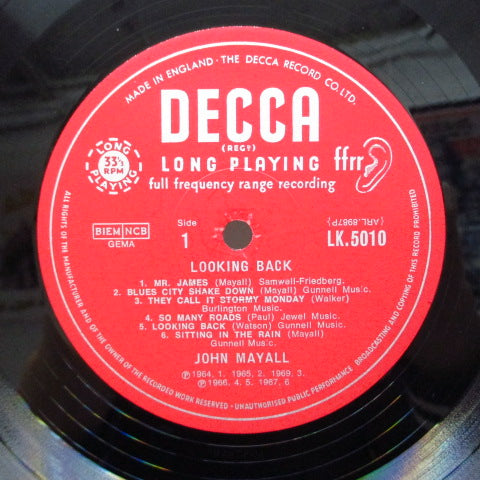 MADE IN ENGLAND · THE DECCA RECORD CO. LTD.
DECCA
(REGD)
LONG PLAYING
ffrr
full frequency range recording
LONG
33⅓
RPM
PLAYING
BIEM NCB
GEMA
Side
1
(ARL.8987P)
LK.5010
LOOKING BACK
1. MR. JAMES (Mayall) Samwell-Friedberg.
2. BLUES CITY SHAKE DOWN (Mayall) Gunnell Music.
3. THEY CALL IT STORMY MONDAY (Walker)
Burlington Music.
4. SO MANY ROADS (Paul) Jewel Music.
5. LOOKING BACK (Watson) Gunnell Music.
6. SITTING IN THE RAIN (Mayall)
Gunnell Music.
JOHN MAYALL
Ⓟ1964, 1. 1965, 2. 1969, 3.
Ⓟ1966, 4. 5. 1967, 6
ALL RIGHTS OF THE MANUFACTURER AND OF THE OWNER OF THE RECORDED WORK RESERVED · UNAUTHORISED PUBLIC PERFORMANCE, BROADCASTING AND COPYING OF THIS RECORD PROHIBITED